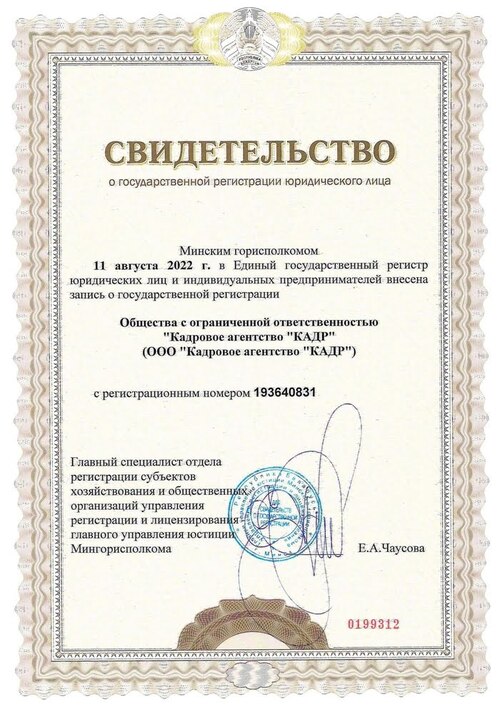 СВИДЕТЕЛЬСТВО
о государственной регистрации юридического лица
Минским горисполкомом
11 августа 2022 г. в Единый государственный регистр
юридических лиц и индивидуальных предпринимателей внесена
запись о государственной регистрации
Общества с ограниченной ответственностью
"Кадровое агентство "КАДР"
(ООО "Кадровое агентство "КАДР")
с регистрационным номером 193640831
Главный специалист отдела
регистрации субъектов
хозяйствования и общественных
организаций управления
регистрации и лицензирования
главного управления юстиции
Мингорисполкома
Е.А.Чаусова
0199312